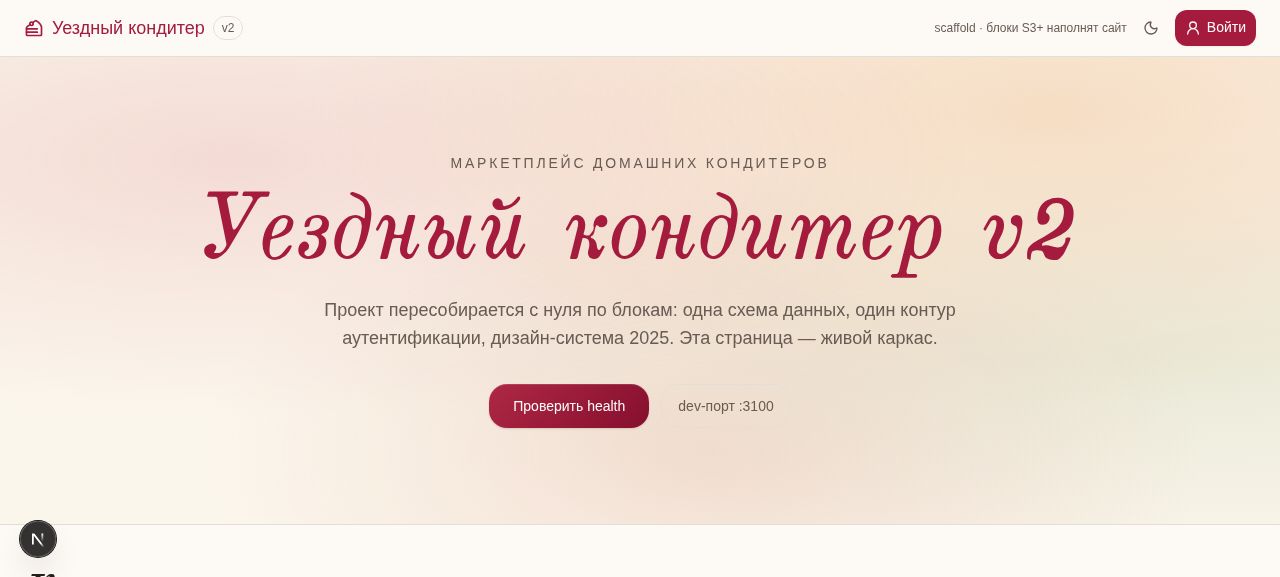 Уездный кондитер v2
scaffold · блоки S3+ наполнят сайт
Войти
МАРКЕТПЛЕЙС ДОМАШНИХ КОНДИТЕРОВ
Уездный кондитер v2
Проект пересобирается с нуля по блокам: одна схема данных, один контур
аутентификации, дизайн-система 2025. Эта страница — живой каркас.
Проверить health
dev-порт :3100
N